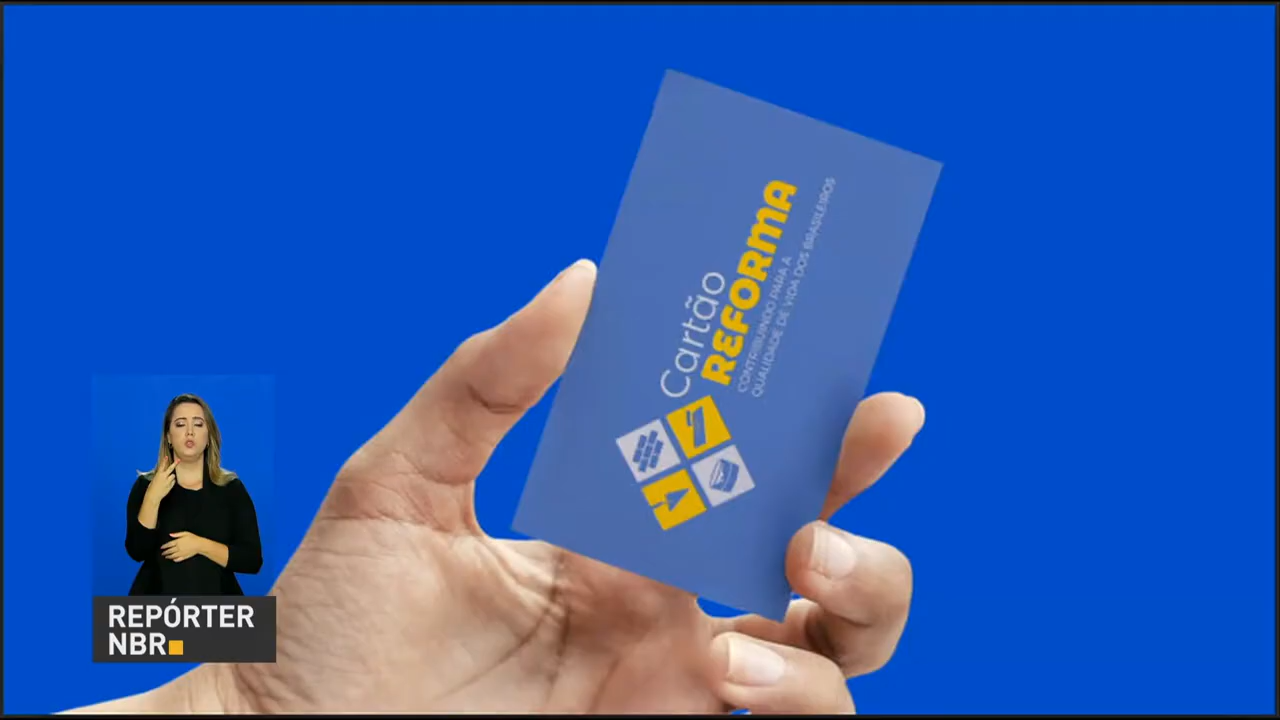 Cartão
REFORMA
CONTRIBUINDO PARA A
QUALIDADE DE VIDA DOS BRASILEIROS
REPÓRTER
NBR